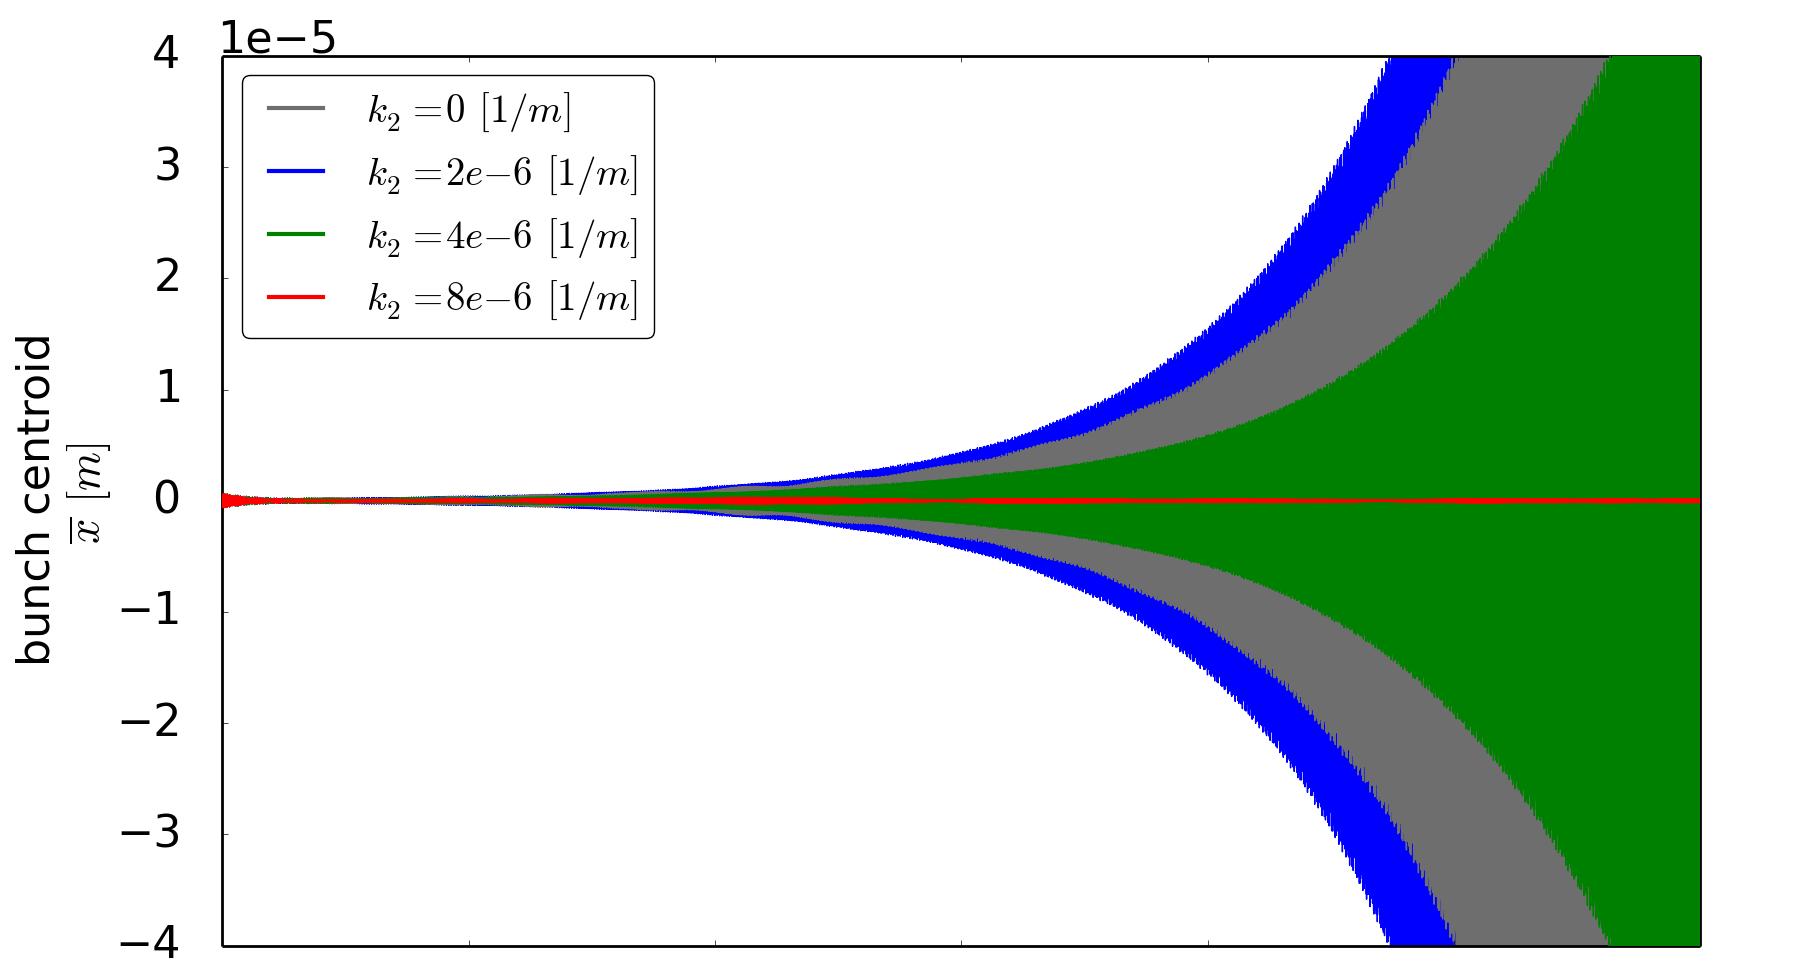 1e−5
4
3
2
1
0
−1
−2
−3
−4
bunch centroid
x̅ [m]
k₂ =0 [1/m]
k₂ =2e−6 [1/m]
k₂ =4e−6 [1/m]
k₂ =8e−6 [1/m]